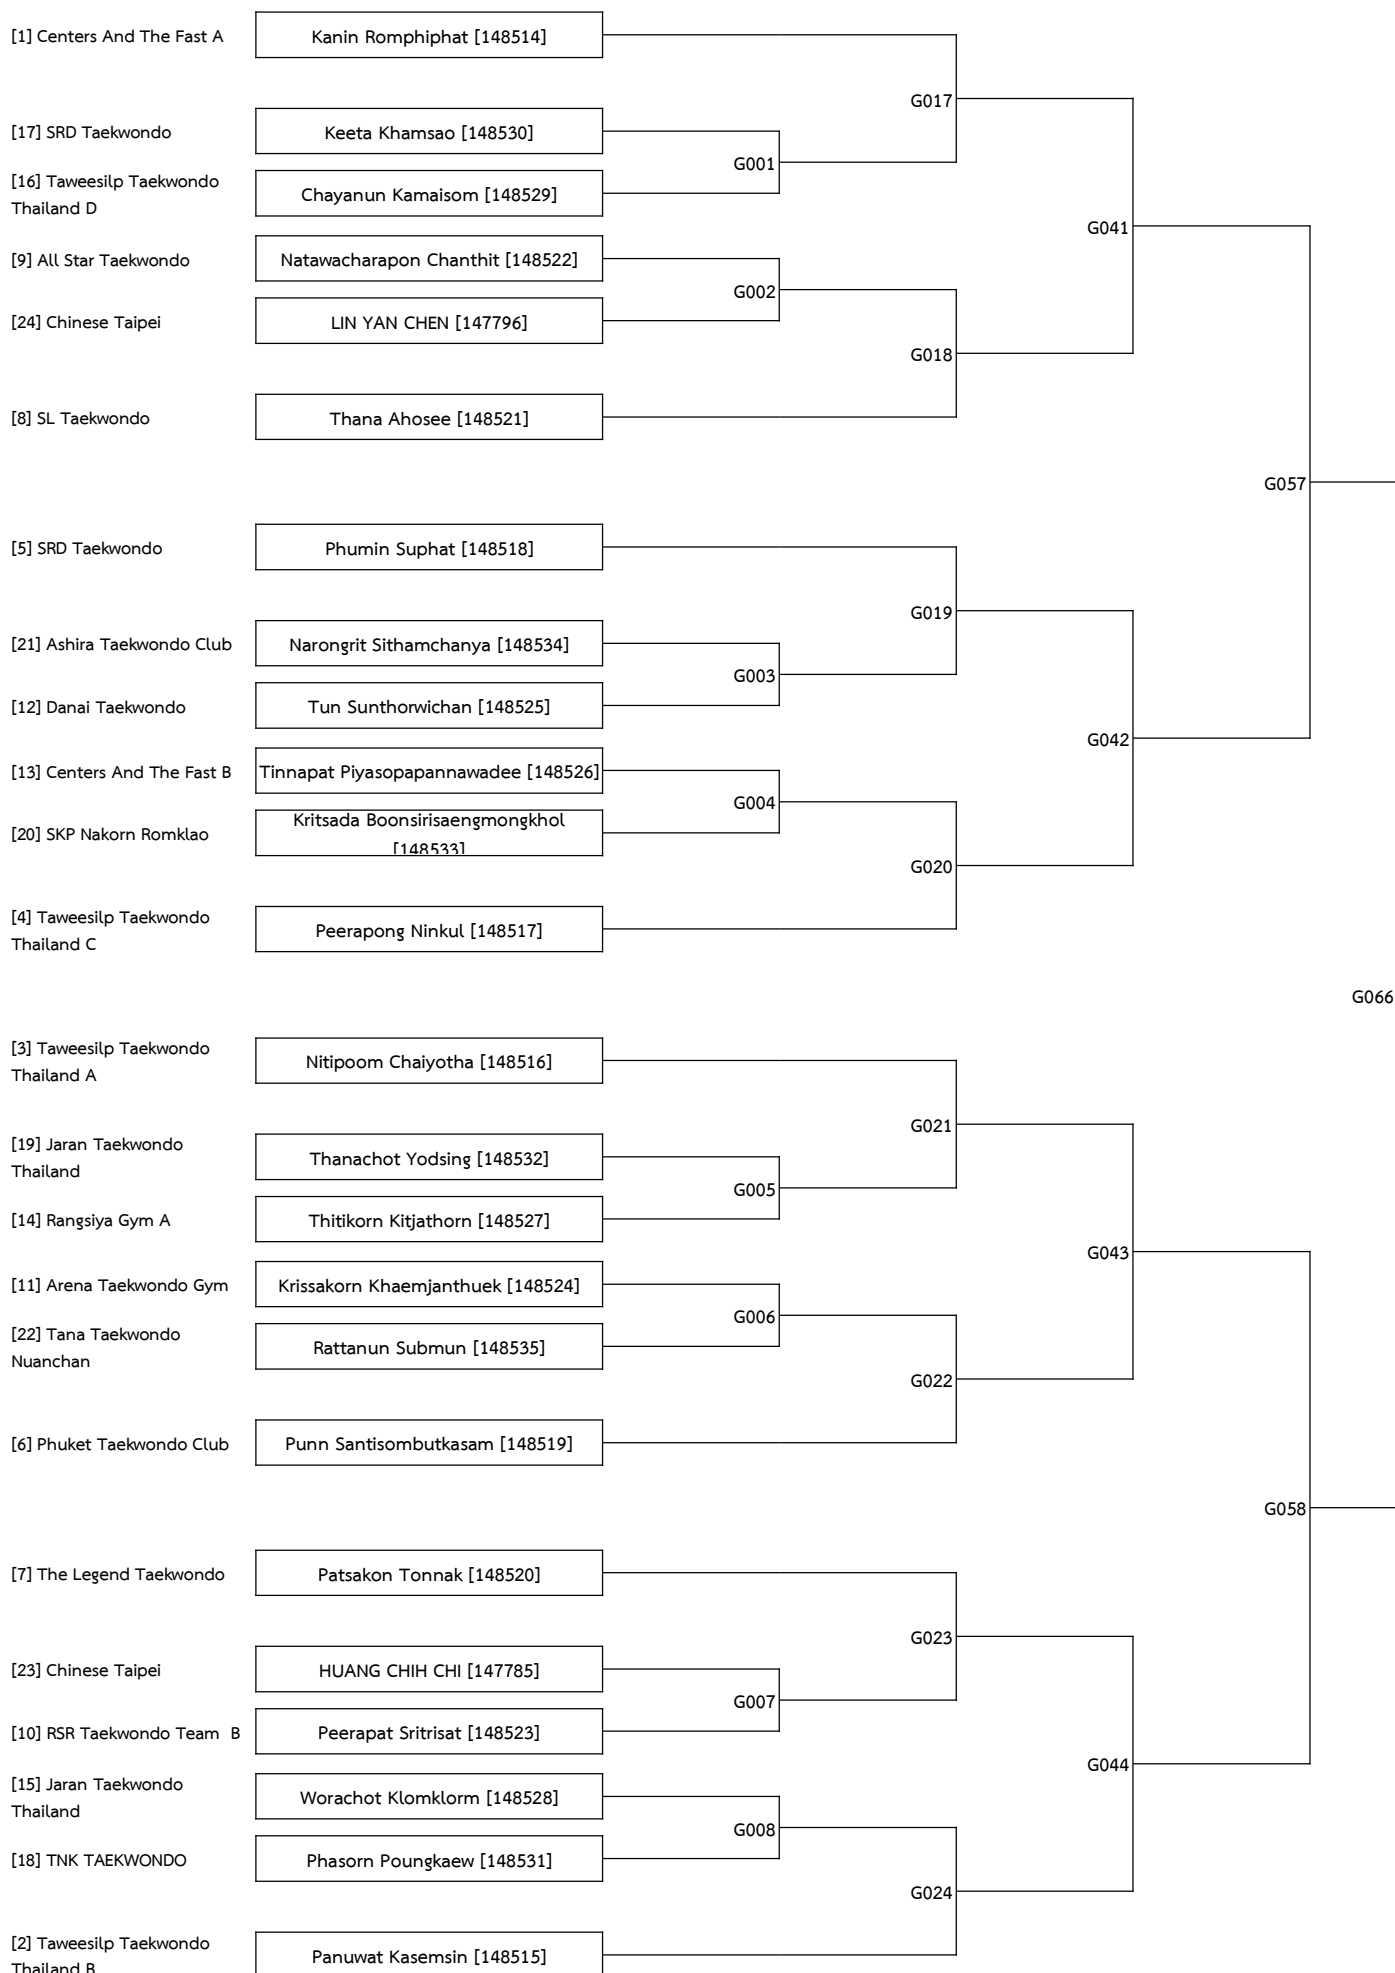 [1] Centers And The Fast A
Kanin Romphiphat [148514]
G017
[17] SRD Taekwondo
Keeta Khamsao [148530]
G001
[16] Taweesilp Taekwondo
Thailand D
Chayanun Kamaisom [148529]
G041
[9] All Star Taekwondo
Natawacharapon Chanthit [148522]
G002
[24] Chinese Taipei
LIN YAN CHEN [147796]
G018
[8] SL Taekwondo
Thana Ahosee [148521]
G057
[5] SRD Taekwondo
Phumin Suphat [148518]
G019
[21] Ashira Taekwondo Club
Narongrit Sithamchanya [148534]
G003
[12] Danai Taekwondo
Tun Sunthorwichan [148525]
G042
[13] Centers And The Fast B
Tinnapat Piyasopapannawadee [148526]
G004
[20] SKP Nakorn Romklao
Kritsada Boonsirisaengmongkhol
[148533]
G020
[4] Taweesilp Taekwondo
Thailand C
Peerapong Ninkul [148517]
G066
[3] Taweesilp Taekwondo
Thailand A
Nitipoom Chaiyotha [148516]
G021
[19] Jaran Taekwondo
Thailand
Thanachot Yodsing [148532]
G005
[14] Rangsiya Gym A
Thitikorn Kitjathorn [148527]
G043
[11] Arena Taekwondo Gym
Krissakorn Khaemjanthuek [148524]
G006
[22] Tana Taekwondo
Nuanchan
Rattanun Submun [148535]
G022
[6] Phuket Taekwondo Club
Punn Santisombutkasam [148519]
G058
[7] The Legend Taekwondo
Patsakon Tonnak [148520]
G023
[23] Chinese Taipei
HUANG CHIH CHI [147785]
G007
[10] RSR Taekwondo Team  B
Peerapat Sritrisat [148523]
G044
[15] Jaran Taekwondo
Thailand
Worachot Klomklorm [148528]
G008
[18] TNK TAEKWONDO
Phasorn Poungkaew [148531]
G024
[2] Taweesilp Taekwondo
Thailand B
Panuwat Kasemsin [148515]